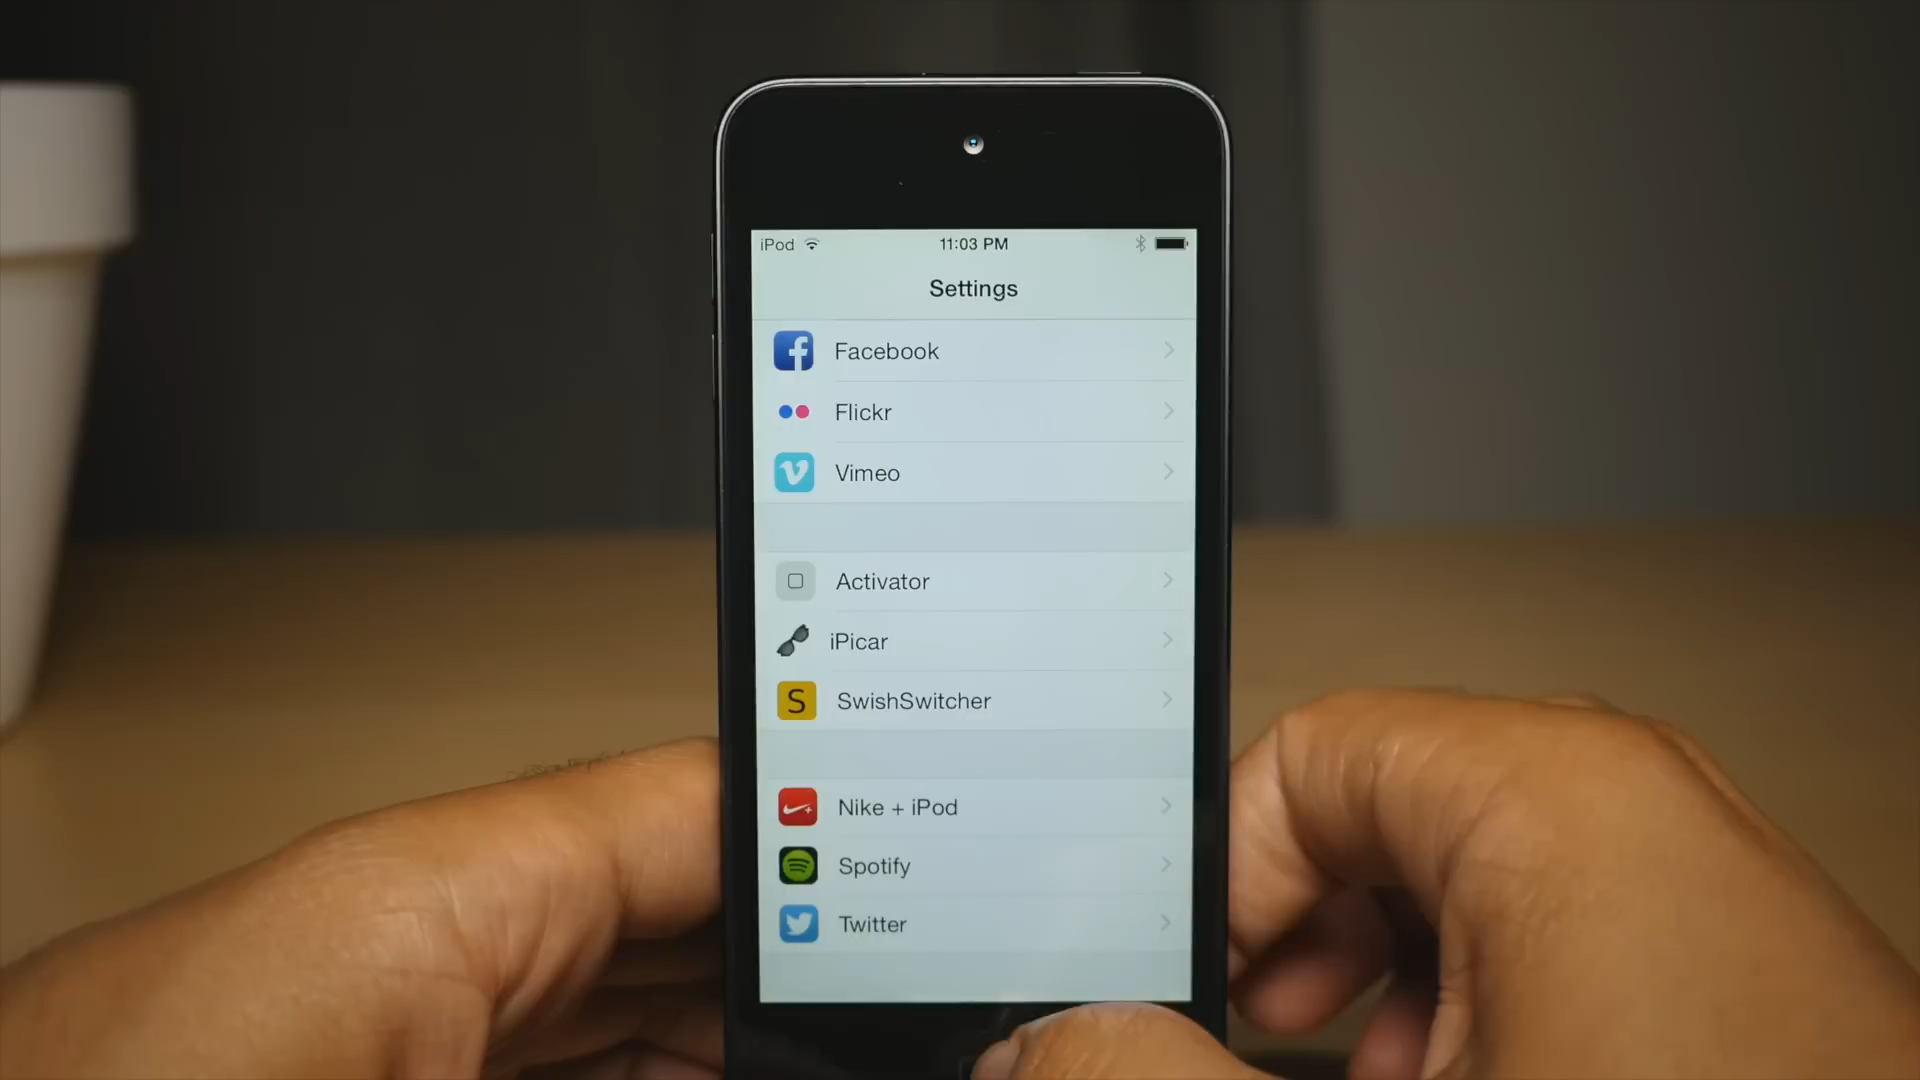 iPod 11:03 PM
Settings
Facebook
Flickr
Vimeo
Activator
iPicar
S SwishSwitcher
Nike + iPod
Spotify
Twitter